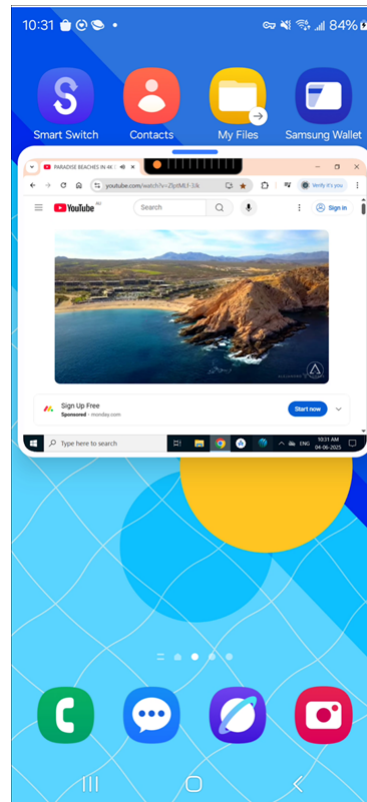 10:31
84%
Smart Switch
Contacts
My Files
Samsung Wallet
PARADISE BEACHES IN 4K
youtube.com/watch?v=ZlptMLf-3Ik
Verify it's you
YouTube
Search
Sign in
Sign Up Free
Sponsored · monday.com
Start now
Type here to search
ENG
10:31 AM
04-06-2025